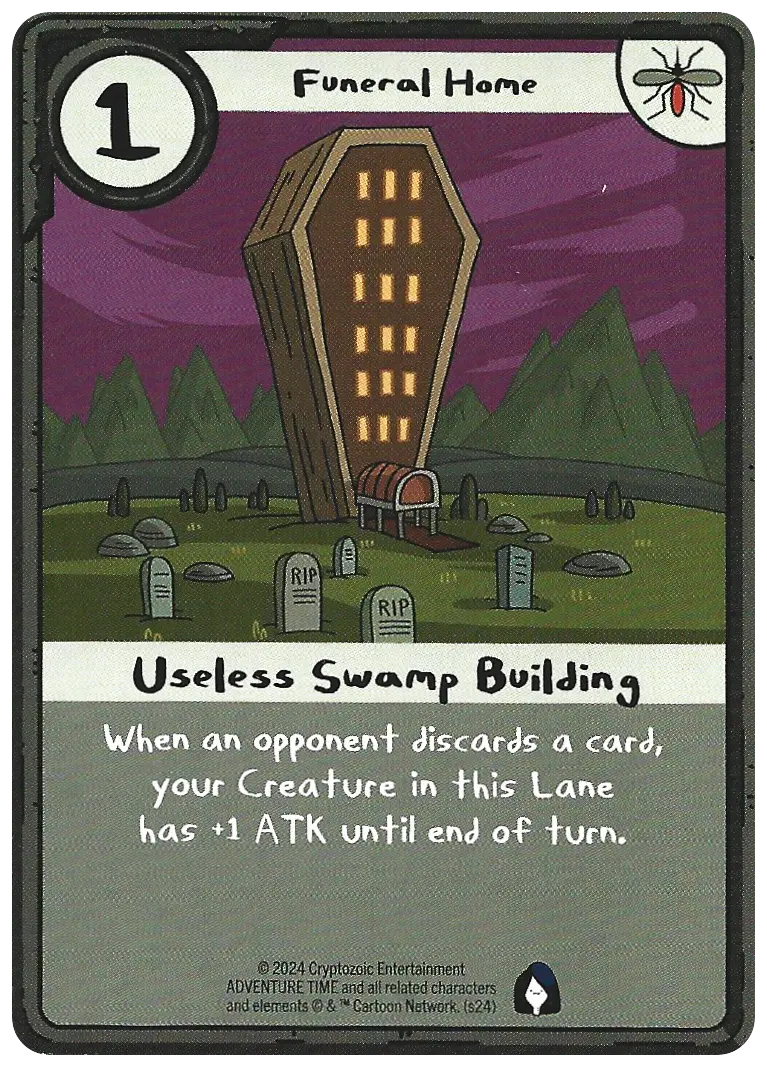 1
Funeral Home
RIP
RIP
Useless Swamp Building
When an opponent discards a card,
your Creature in this Lane
has +1 ATK until end of turn.
© 2024 Cryptozoic Entertainment
ADVENTURE TIME and all related characters
and elements © & ™ Cartoon Network. (s24)